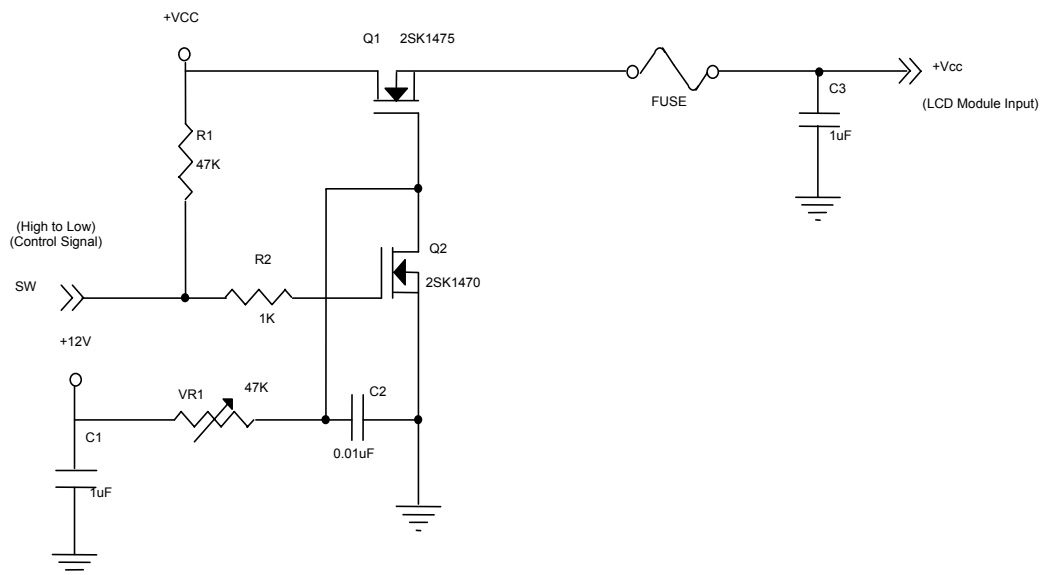 +VCC
Q1 2SK1475
+Vcc
(LCD Module Input)
C3
1uF
FUSE
R1
47K
(High to Low)
(Control Signal)
SW
R2
1K
Q2
2SK1470
+12V
VR1
47K
C2
0.01uF
C1
1uF